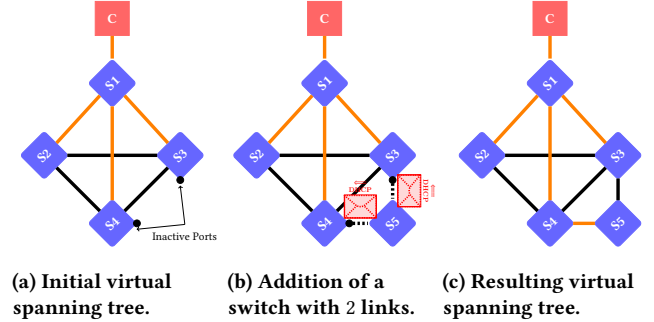 C
S1
S2
S3
S4
Inactive Ports
C
S1
S2
S3
DHCP
DHCP
S4
S5
C
S1
S2
S3
S4
S5
(a) Initial virtual
spanning tree.
(b) Addition of a
switch with 2 links.
(c) Resulting virtual
spanning tree.